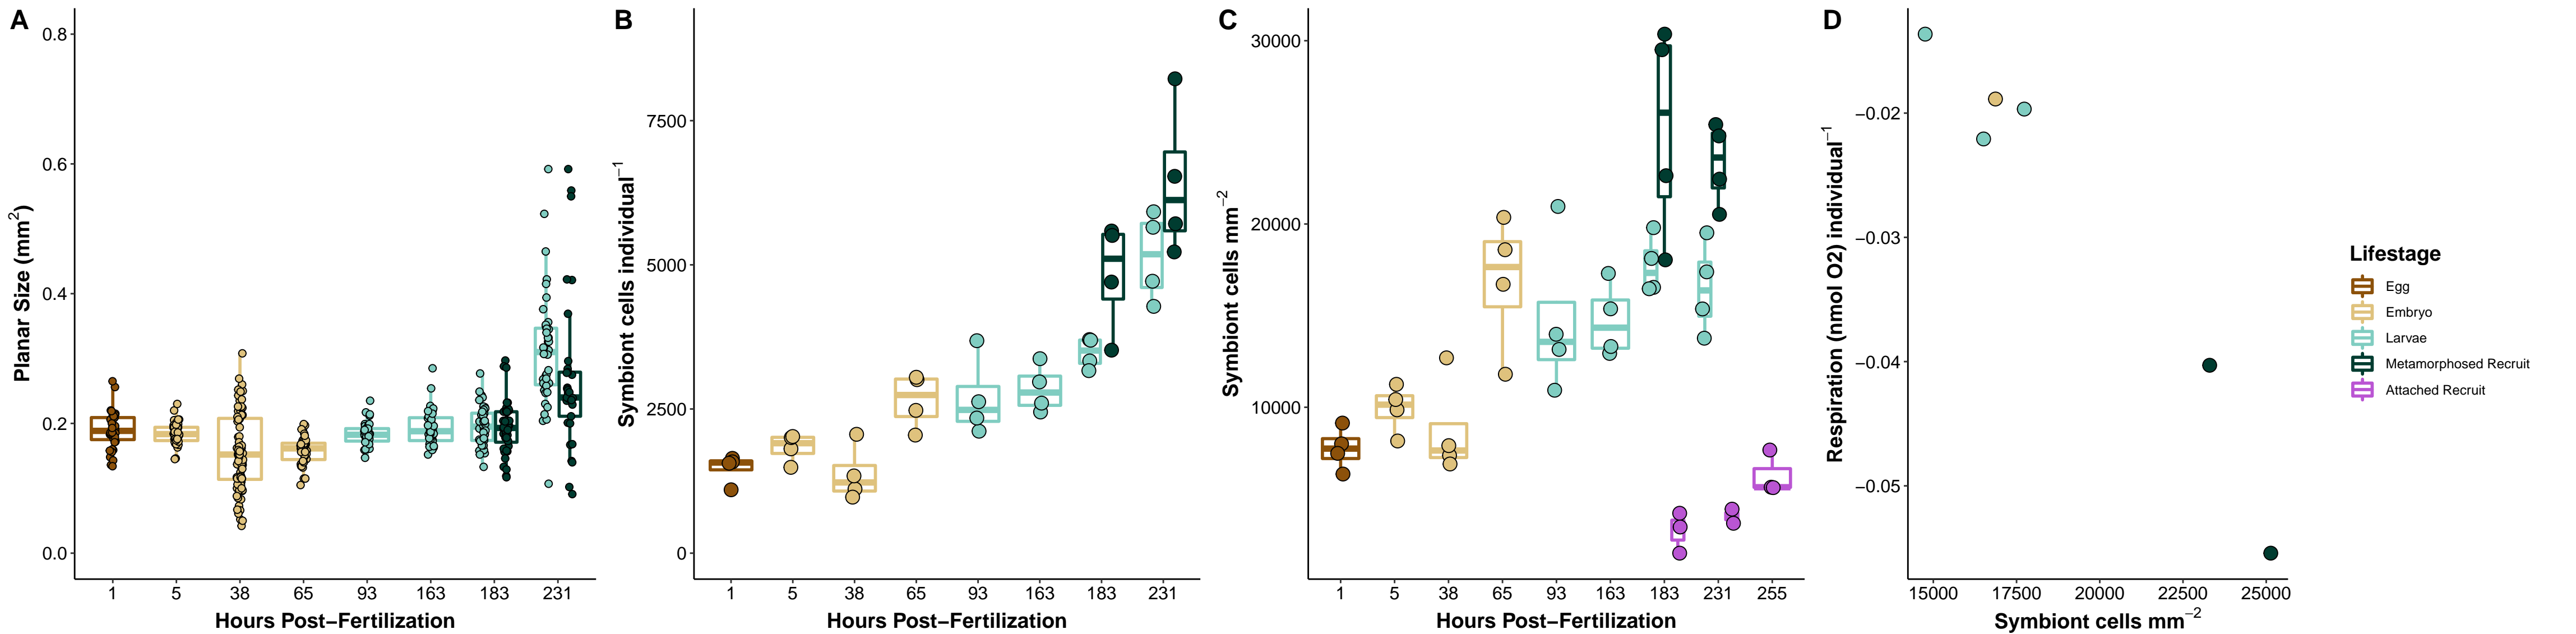 A
Planar Size (mm2)
0.8
0.6
0.4
0.2
0.0
1 5 38 65 93 163 183 231
Hours Post−Fertilization
B
Symbiont cells individual−1
7500
5000
2500
0
1 5 38 65 93 163 183 231
Hours Post−Fertilization
C
Symbiont cells mm−2
30000
20000
10000
1 5 38 65 93 163 183 231 255
Hours Post−Fertilization
D
Respiration (nmol O2) individual−1
−0.02
−0.03
−0.04
−0.05
15000 17500 20000 22500 25000
Symbiont cells mm−2
Lifestage
Egg
Embryo
Larvae
Metamorphosed Recruit
Attached Recruit